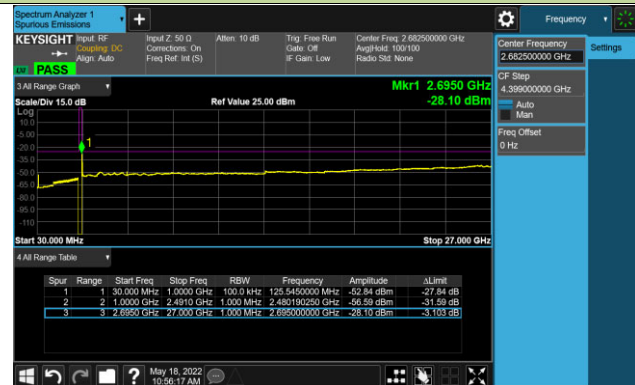 Spectrum Analyzer 1
Spurious Emissions
Frequency
KEYSIGHT
Input: RF
Coupling: DC
Align: Auto
Input Z: 50 Ω
Corrections: On
Freq Ref: Int (S)
Atten: 10 dB
Trig: Free Run
Gate: Off
IF Gain: Low
Center Freq: 2.682500000 GHz
Avg|Hold: 100/100
Radio Std: None
PASS
Center Frequency
2.682500000 GHz
Settings
CF Step
4.399000000 GHz
Auto
Man
Freq Offset
0 Hz
3 All Range Graph
Mkr1 2.6950 GHz
Scale/Div 15.0 dB
Ref Value 25.00 dBm
-28.10 dBm
Log
10.0
-5.00
-20.0
-35.0
-50.0
-65.0
-80.0
-95.0
-110
1
Start 30.000 MHz
Stop 27.000 GHz
4 All Range Table
Spur Range Start Freq Stop Freq RBW Frequency Amplitude ΔLimit
1 1 30.000 MHz 1.0000 GHz 100.0 kHz 125.5450000 MHz -52.84 dBm -27.84 dB
2 2 1.0000 GHz 2.4910 GHz 1.000 MHz 2.480190250 GHz -56.59 dBm -31.59 dB
3 3 2.6950 GHz 27.000 GHz 1.000 MHz 2.695000000 GHz -28.10 dBm -3.103 dB
?
May 18, 2022
10:56:17 AM